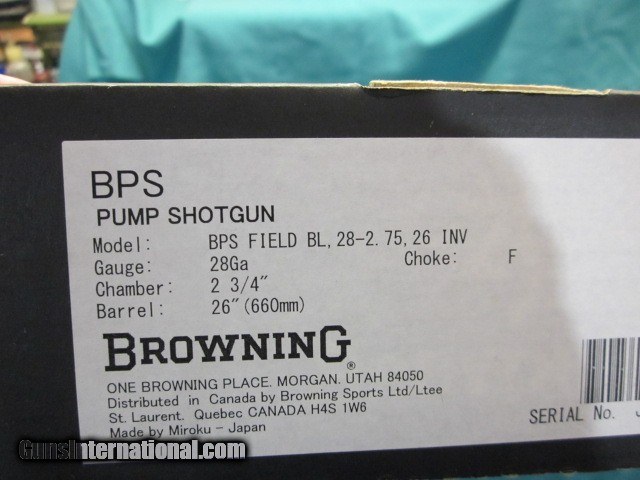 BPS
PUMP SHOTGUN
Model: BPS FIELD BL, 28-2.75, 26 INV
Gauge: 28Ga Choke: F
Chamber: 2 3/4"
Barrel: 26"(660mm)
BROWNING®
ONE BROWNING PLACE. MORGAN. UTAH 84050
Distributed in Canada by Browning Sports Ltd/Ltee
St. Laurent. Quebec CANADA H4S 1W6
Made by Miroku - Japan
SERIAL No.
GunsInternational.com